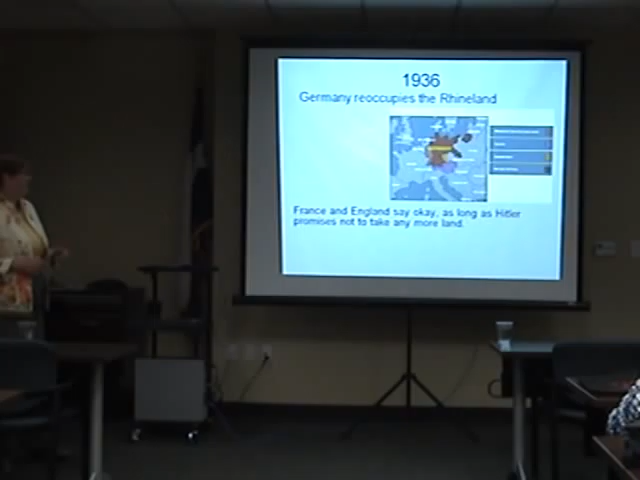 1936
Germany reoccupies the Rhineland
France and England say okay, as long as Hitler
promises not to take any more land.